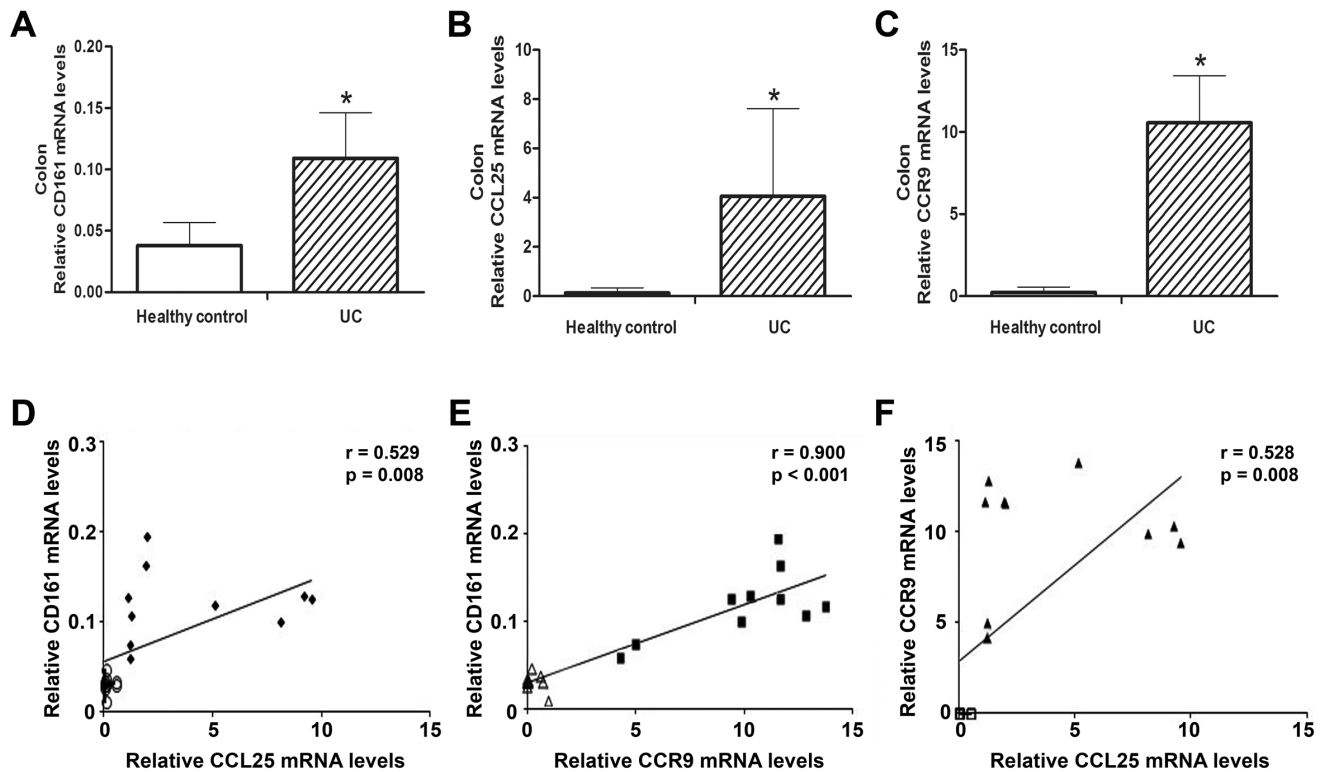 A
Colon
Relative CD161 mRNA levels
0.20
0.15
0.10
0.05
0.00
*
Healthy control
UC
B
Colon
Relative CCL25 mRNA levels
10
8
6
4
2
0
*
Healthy control
UC
C
Colon
Relative CCR9 mRNA levels
15
10
5
0
*
Healthy control
UC
D
Relative CD161 mRNA levels
0.3
0.2
0.1
0
r = 0.529
p = 0.008
0 5 10 15
Relative CCL25 mRNA levels
E
Relative CD161 mRNA levels
0.3
0.2
0.1
0
r = 0.900
p < 0.001
0 5 10 15
Relative CCR9 mRNA levels
F
Relative CCR9 mRNA levels
15
10
5
0
r = 0.528
p = 0.008
0 5 10 15
Relative CCL25 mRNA levels